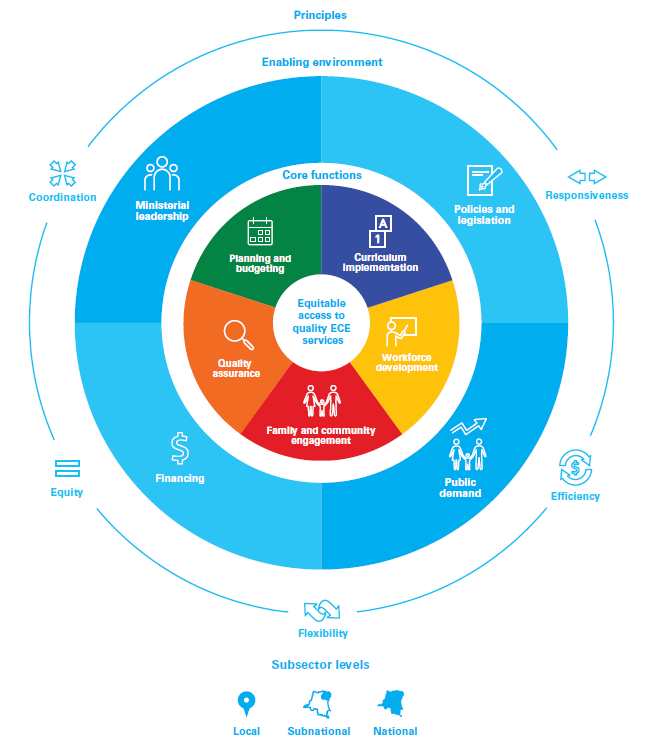 Principles
Enabling environment
Core functions
Coordination
Responsiveness
Ministerial
leadership
Policies and
legislation
Planning and
budgeting
A
1
Curriculum
Implementation
Equitable
access to
quality ECE
services
Quality
assurance
Workforce
development
Family and community
engagement
$
Financing
Public
demand
Equity
$
Efficiency
Flexibility
Subsector levels
Local
Subnational
National